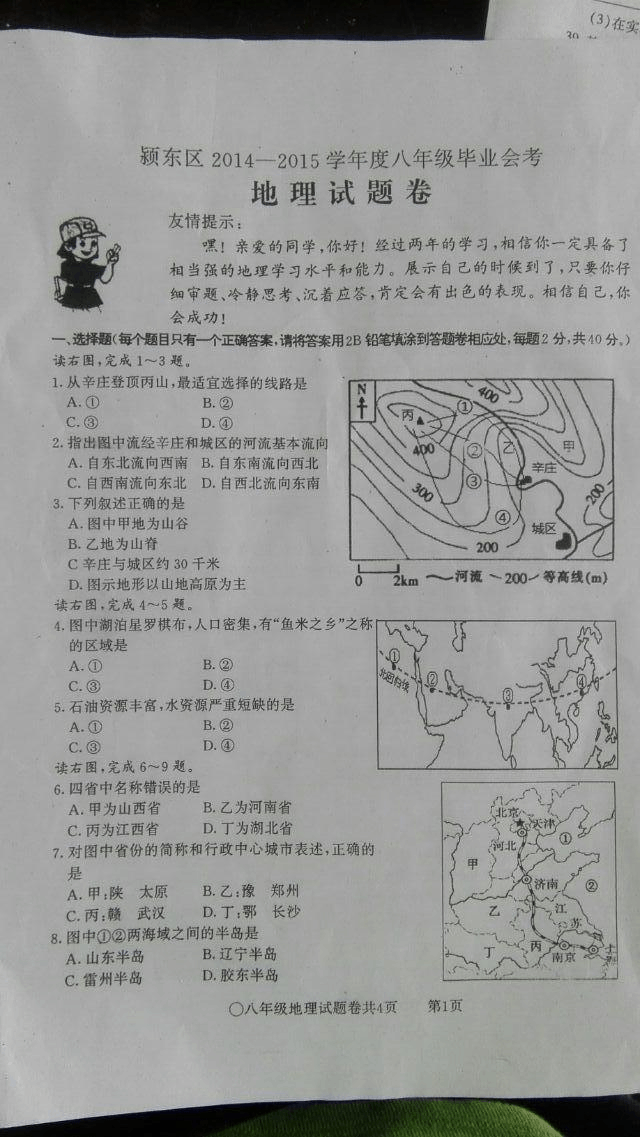 (3)在实
颍东区 2014—2015 学年度八年级毕业会考
地理试题卷
友情提示：
嘿！亲爱的同学，你好！经过两年的学习，相信你一定具备了
相当强的地理学习水平和能力。展示自己的时候到了，只要你仔
细审题、冷静思考、沉着应答，肯定会有出色的表现。相信自己，你
会成功！
一、选择题（每个题目只有一个正确答案，请将答案用2B 铅笔填涂到答题卷相应处，每题2 分，共40 分。）
读右图，完成1～3 题。
1. 从辛庄登顶丙山，最适宜选择的线路是
A. ① B. ②
C. ③ D. ④
2. 指出图中流经辛庄和城区的河流基本流向
A. 自东北流向西南 B. 自东南流向西北
C. 自西南流向东北 D. 自西北流向东南
3. 下列叙述正确的是
A. 图中甲地为山谷
B. 乙地为山脊
C 辛庄与城区约 30 千米
D. 图示地形以山地高原为主
N
400
①
丙
400
②
乙
甲
辛庄
③
300
④
200
城区
200
0 2km 河流 200 等高线(m)
读右图，完成 4～5 题。
4. 图中湖泊星罗棋布，人口密集，有“鱼米之乡”之称
的区域是
A. ① B. ②
C. ③ D. ④
5. 石油资源丰富，水资源严重短缺的是
A. ① B. ②
C. ③ D. ④
①
北回归线
②
③
④
读右图，完成 6～9 题。
6. 四省中名称错误的是
A. 甲为山西省 B. 乙为河南省
C. 丙为江西省 D. 丁为湖北省
7. 对图中省份的简称和行政中心城市表述，正确的
是
A. 甲：陕 太原 B. 乙：豫 郑州
C. 丙：赣 武汉 D. 丁：鄂 长沙
8. 图中①②两海域之间的半岛是
A. 山东半岛 B. 辽宁半岛
C. 雷州半岛 D. 胶东半岛
北京
天津
①
河北
甲
济南
②
乙
江
苏
丁
丙
南京
上海
○八年级地理试题卷共4页 第1页